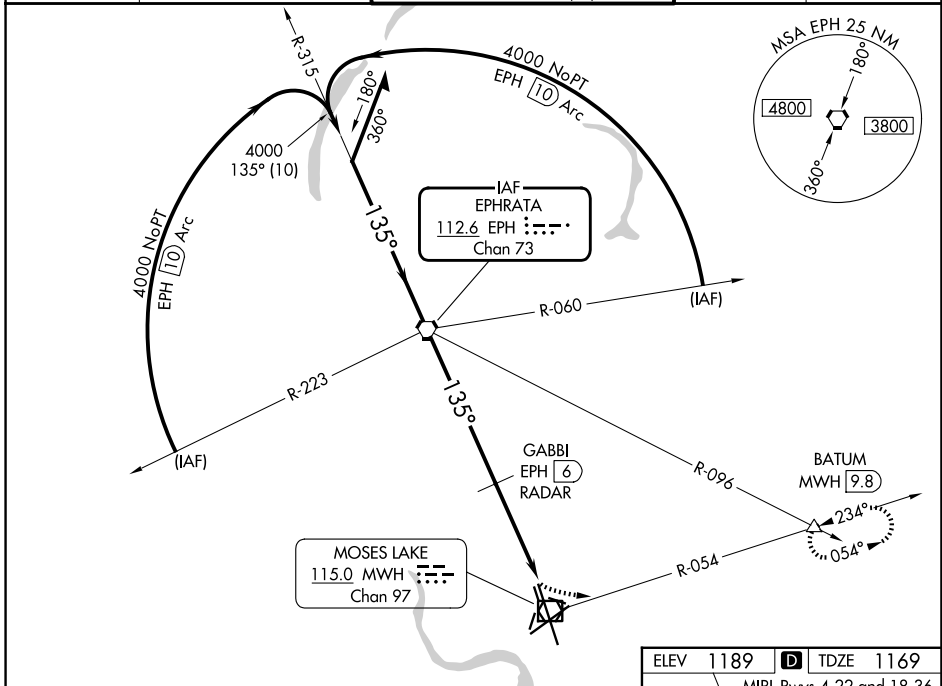 MSA EPH 25 NM
180°
4800
3800
360°
R-315
4000 NoPT
EPH 10 Arc
180°
360°
4000
135° (10)
4000 NoPT
EPH 10 Arc
135°
IAF
EPHRATA
112.6 EPH
Chan 73
R-060
(IAF)
R-223
(IAF)
135°
GABBI
EPH 6
RADAR
R-096
BATUM
MWH 9.8
234°
054°
R-054
MOSES LAKE
115.0 MWH
Chan 97
ELEV 1189 D TDZE 1169